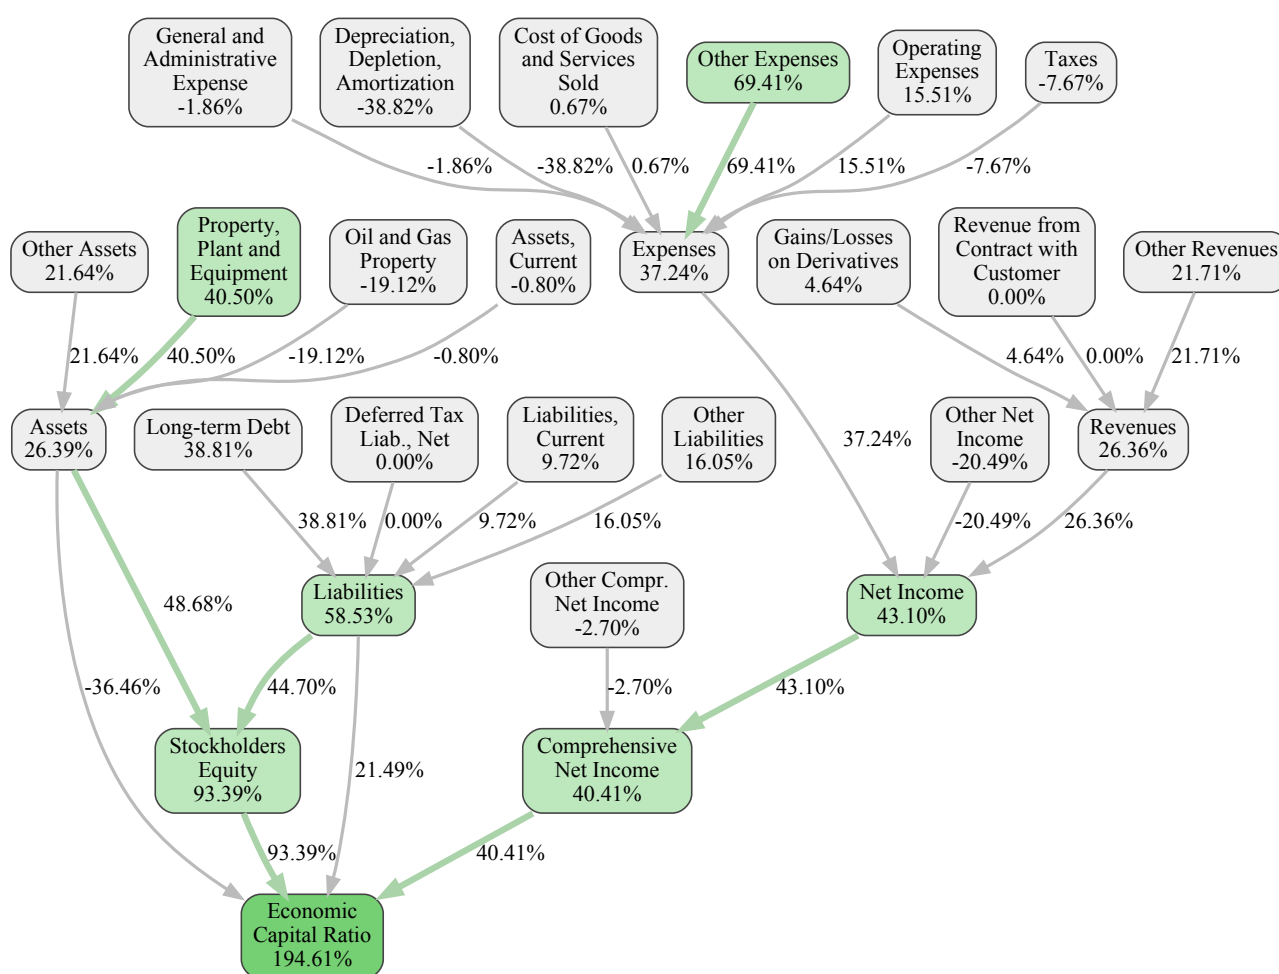 General and
Administrative
Expense
-1.86%
Depreciation,
Depletion,
Amortization
-38.82%
Cost of Goods
and Services
Sold
0.67%
Other Expenses
69.41%
Operating
Expenses
15.51%
Taxes
-7.67%
-1.86%
-38.82%
0.67%
69.41%
15.51%
-7.67%
Other Assets
21.64%
Property,
Plant and
Equipment
40.50%
Oil and Gas
Property
-19.12%
Assets,
Current
-0.80%
Expenses
37.24%
Gains/Losses
on Derivatives
4.64%
Revenue from
Contract with
Customer
0.00%
Other Revenues
21.71%
21.64%
40.50%
-19.12%
-0.80%
4.64%
0.00%
21.71%
Assets
26.39%
Long-term Debt
38.81%
Deferred Tax
Liab., Net
0.00%
Liabilities,
Current
9.72%
Other
Liabilities
16.05%
37.24%
Other Net
Income
-20.49%
Revenues
26.36%
38.81%
0.00%
9.72%
16.05%
-20.49%
26.36%
48.68%
Liabilities
58.53%
Other Compr.
Net Income
-2.70%
Net Income
43.10%
-36.46%
44.70%
-2.70%
43.10%
Stockholders
Equity
93.39%
21.49%
Comprehensive
Net Income
40.41%
93.39%
40.41%
Economic
Capital Ratio
194.61%